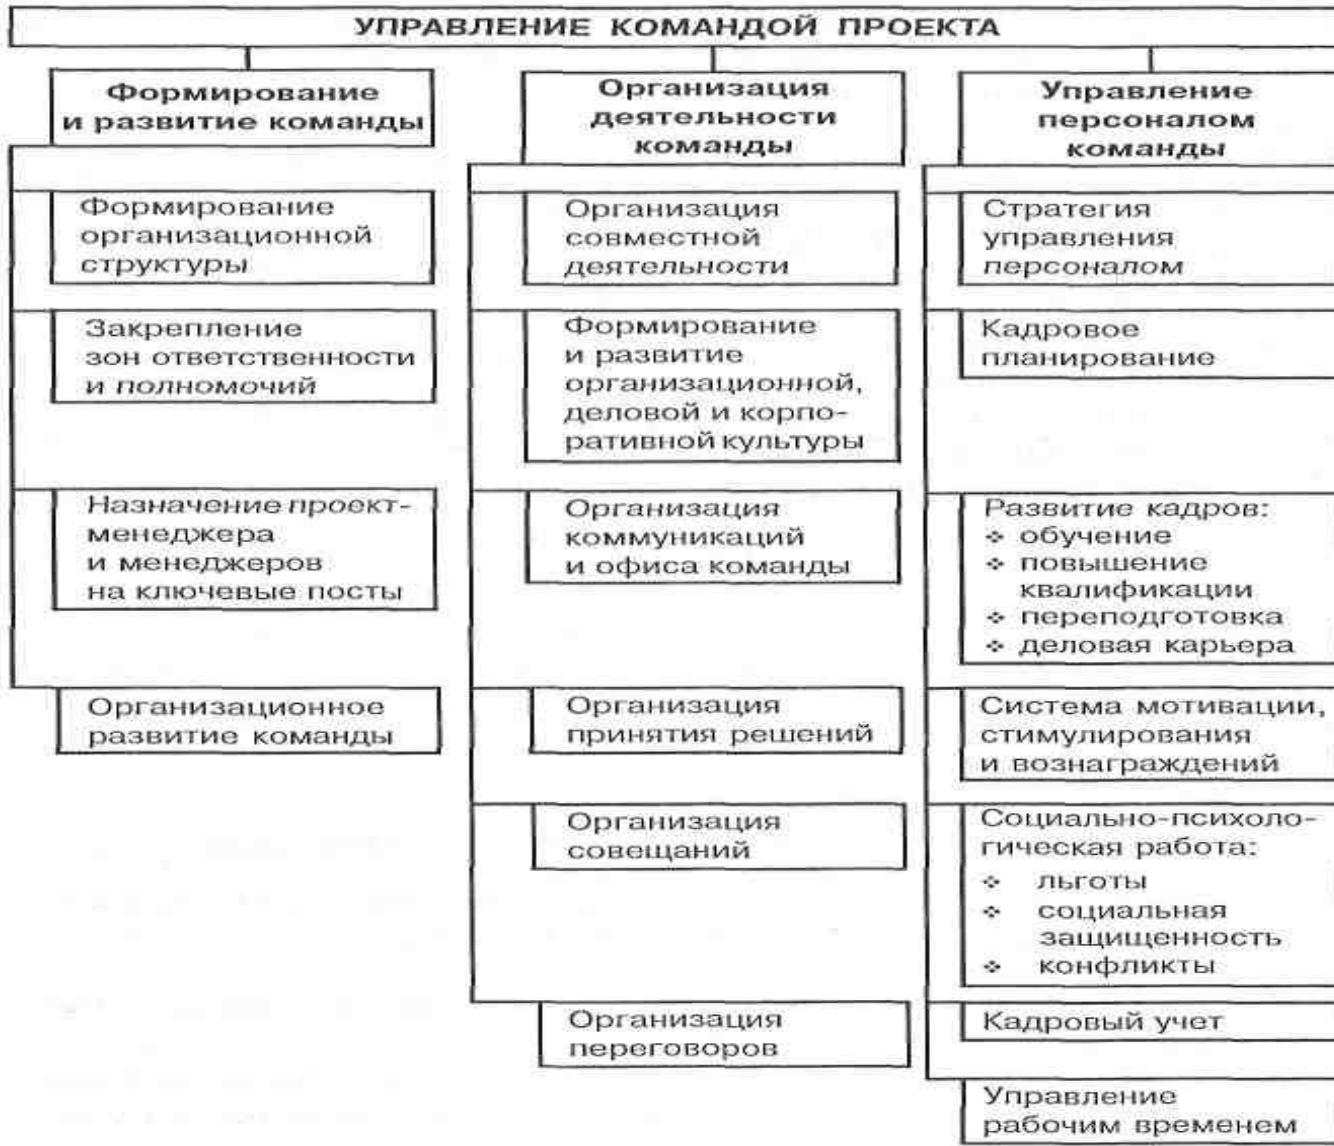 УПРАВЛЕНИЕ КОМАНДОЙ ПРОЕКТА
Формирование
и развитие команды
Формирование
организационной
структуры
Закрепление
зон ответственности
и полномочий
Назначение проект-
менеджера
и менеджеров
на ключевые посты
Организационное
развитие команды
Организация
деятельности
команды
Организация
совместной
деятельности
Формирование
и развитие
организационной,
деловой и корпо-
ративной культуры
Организация
коммуникаций
и офиса команды
Организация
принятия решений
Организация
совещаний
Организация
переговоров
Управление
персоналом
команды
Стратегия
управления
персоналом
Кадровое
планирование
Развитие кадров:
❖ обучение
❖ повышение
квалификации
❖ переподготовка
❖ деловая карьера
Система мотивации,
стимулирования
и вознаграждений
Социально-психоло-
гическая работа:
❖ льготы
❖ социальная
защищенность
❖ конфликты
Кадровый учет
Управление
рабочим временем